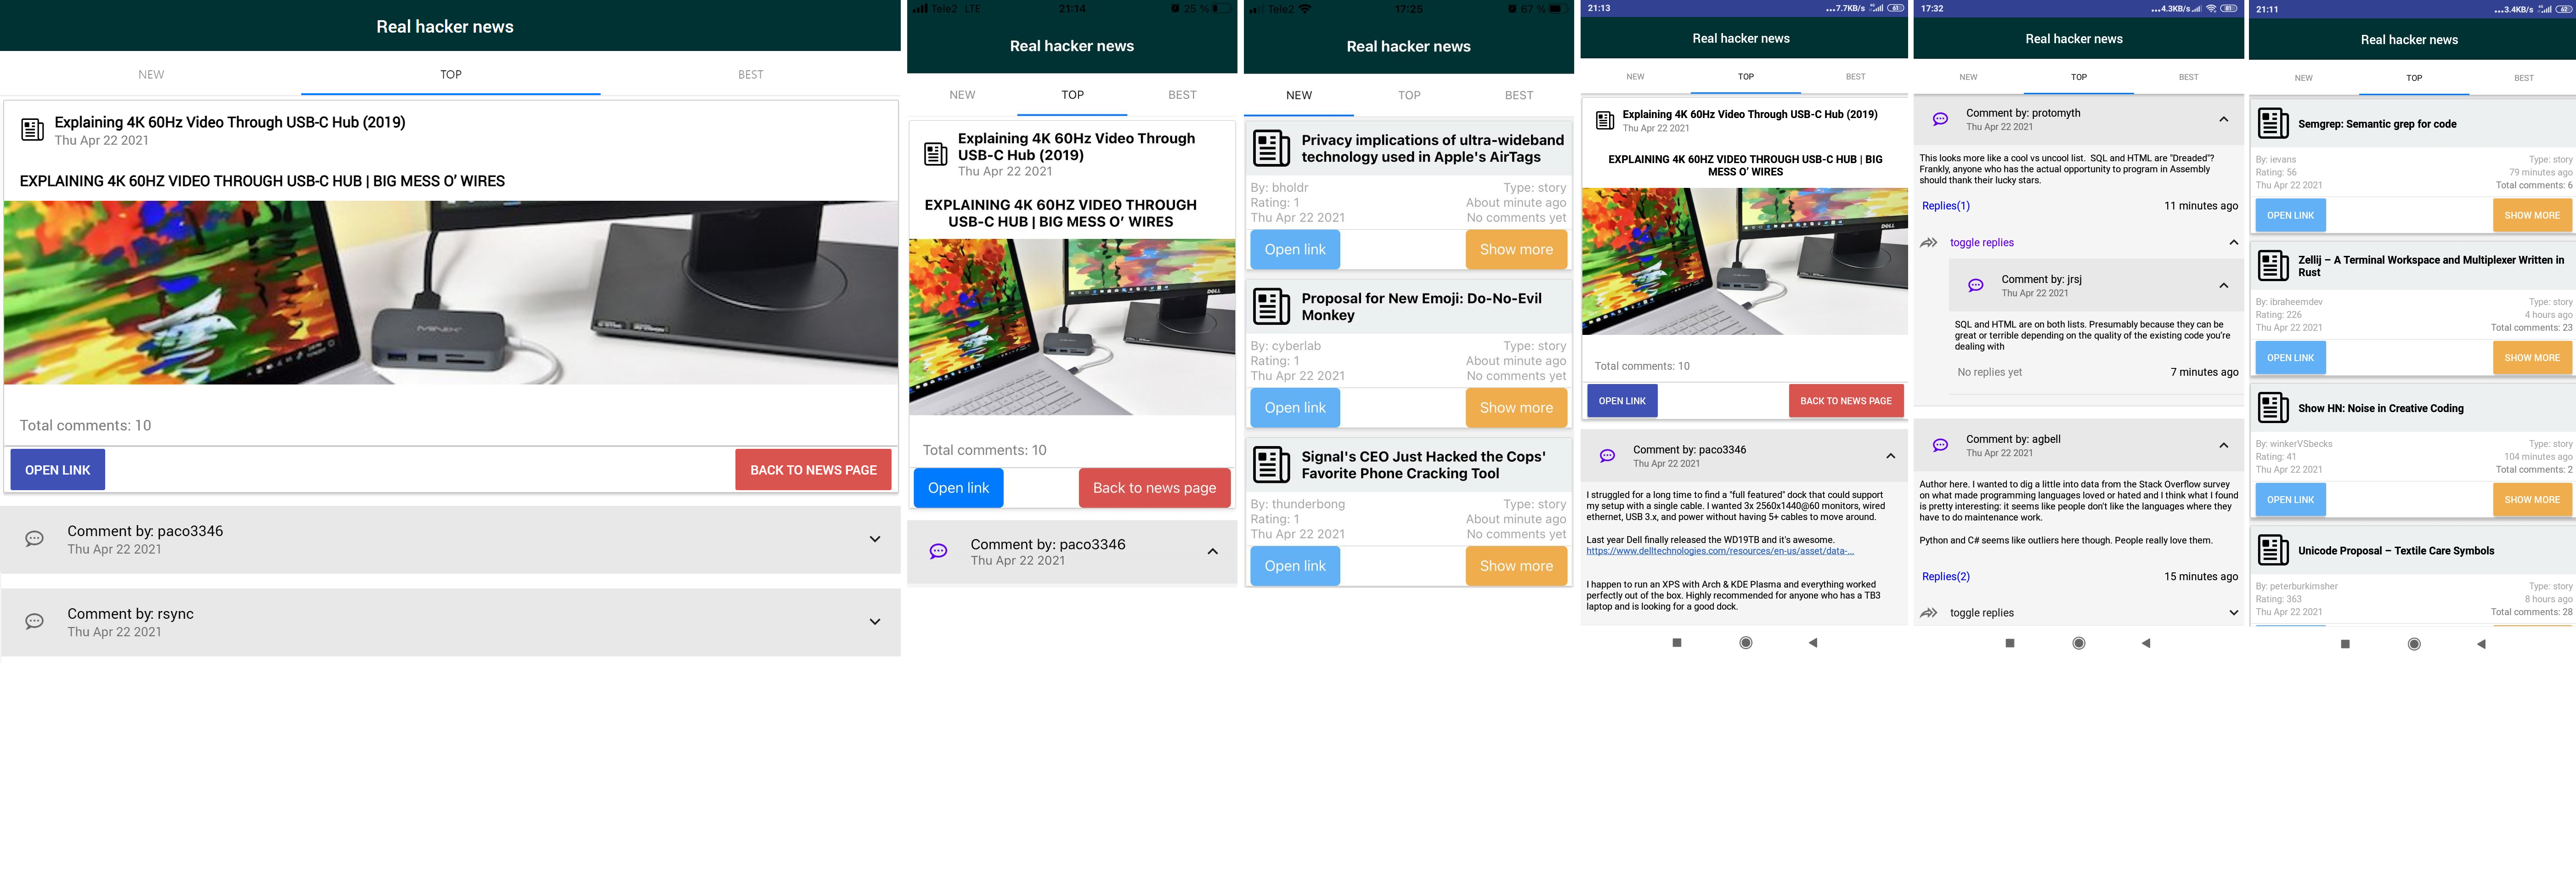 Real hacker news
NEW TOP BEST
Explaining 4K 60Hz Video Through USB-C Hub (2019)
Thu Apr 22 2021
EXPLAINING 4K 60HZ VIDEO THROUGH USB-C HUB | BIG MESS O’ WIRES
MINIX
Total comments: 10
OPEN LINK BACK TO NEWS PAGE
Comment by: paco3346
Thu Apr 22 2021
Comment by: rsync
Thu Apr 22 2021
Tele2 LTE 21:14 25 %
Real hacker news
NEW TOP BEST
Explaining 4K 60Hz Video Through
USB-C Hub (2019)
Thu Apr 22 2021
EXPLAINING 4K 60HZ VIDEO THROUGH
USB-C HUB | BIG MESS O’ WIRES
DELL
Total comments: 10
Open link Back to news page
Comment by: paco3346
Thu Apr 22 2021
Tele2 17:25 67 %
Real hacker news
NEW TOP BEST
Privacy implications of ultra-wideband
technology used in Apple's AirTags
By: bholdr Type: story
Rating: 1 About minute ago
Thu Apr 22 2021 No comments yet
Open link Show more
Proposal for New Emoji: Do-No-Evil
Monkey
By: cyberlab Type: story
Rating: 1 About minute ago
Thu Apr 22 2021 No comments yet
Open link Show more
Signal's CEO Just Hacked the Cops'
Favorite Phone Cracking Tool
By: thunderbong Type: story
Rating: 1 About minute ago
Thu Apr 22 2021 No comments yet
Open link Show more
21:13 ...7.7KB/s 61
Real hacker news
NEW TOP BEST
Explaining 4K 60Hz Video Through USB-C Hub (2019)
Thu Apr 22 2021
EXPLAINING 4K 60HZ VIDEO THROUGH USB-C HUB | BIG
MESS O’ WIRES
DELL
Total comments: 10
OPEN LINK BACK TO NEWS PAGE
Comment by: paco3346
Thu Apr 22 2021
I struggled for a long time to find a "full featured" dock that could support
my setup with a single cable. I wanted 3x 2560x1440@60 monitors, wired
ethernet, USB 3.x, and power without having 5+ cables to move around.
Last year Dell finally released the WD19TB and it's awesome.
https://www.delltechnologies.com/resources/en-us/asset/data-...
I happen to run an XPS with Arch & KDE Plasma and everything worked
perfectly out of the box. Highly recommended for anyone who has a TB3
laptop and is looking for a good dock.
17:32 ...4.3KB/s 81
Real hacker news
NEW TOP BEST
Comment by: protomyth
Thu Apr 22 2021
This looks more like a cool vs uncool list.  SQL and HTML are "Dreaded"?
Frankly, anyone who has the actual opportunity to program in Assembly
should thank their lucky stars.
Replies(1) 11 minutes ago
toggle replies
Comment by: jrsj
Thu Apr 22 2021
SQL and HTML are on both lists. Presumably because they can be
great or terrible depending on the quality of the existing code you're
dealing with
No replies yet 7 minutes ago
Comment by: agbell
Thu Apr 22 2021
Author here. I wanted to dig a little into data from the Stack Overflow survey
on what made programming languages loved or hated and I think what I found
is pretty interesting: it seems like people don't like the languages where they
have to do maintenance work.
Python and C# seems like outliers here though. People really love them.
Replies(2) 15 minutes ago
toggle replies
21:11 ...3.4KB/s 62
Real hacker news
NEW TOP BEST
Semgrep: Semantic grep for code
By: ievans Type: story
Rating: 56 79 minutes ago
Thu Apr 22 2021 Total comments: 6
OPEN LINK SHOW MORE
Zellij – A Terminal Workspace and Multiplexer Written in
Rust
By: ibraheemdev Type: story
Rating: 226 4 hours ago
Thu Apr 22 2021 Total comments: 23
OPEN LINK SHOW MORE
Show HN: Noise in Creative Coding
By: winkerVSbecks Type: story
Rating: 41 104 minutes ago
Thu Apr 22 2021 Total comments: 2
OPEN LINK SHOW MORE
Unicode Proposal – Textile Care Symbols
By: peterburkimsher Type: story
Rating: 363 8 hours ago
Thu Apr 22 2021 Total comments: 28